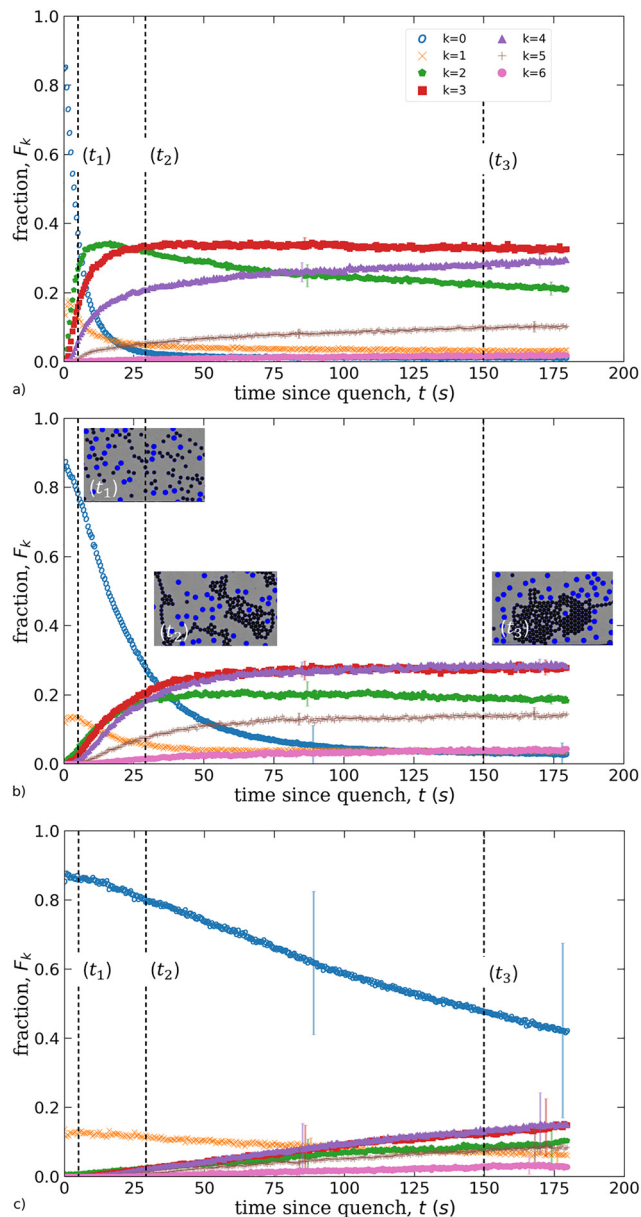 1.0
0.8
0.6
0.4
0.2
0.0
fraction, F_k
k=0 k=4
k=1 k=5
k=2 k=6
k=3
(t_1) (t_2) (t_3)
0 25 50 75 100 125 150 175 200
time since quench, t (s)
a)
1.0
0.8
0.6
0.4
0.2
0.0
fraction, F_k
(t_1)
(t_2) (t_3)
0 25 50 75 100 125 150 175 200
time since quench, t (s)
b)
1.0
0.8
0.6
0.4
0.2
0.0
fraction, F_k
(t_1) (t_2) (t_3)
0 25 50 75 100 125 150 175 200
time since quench, t (s)
c)